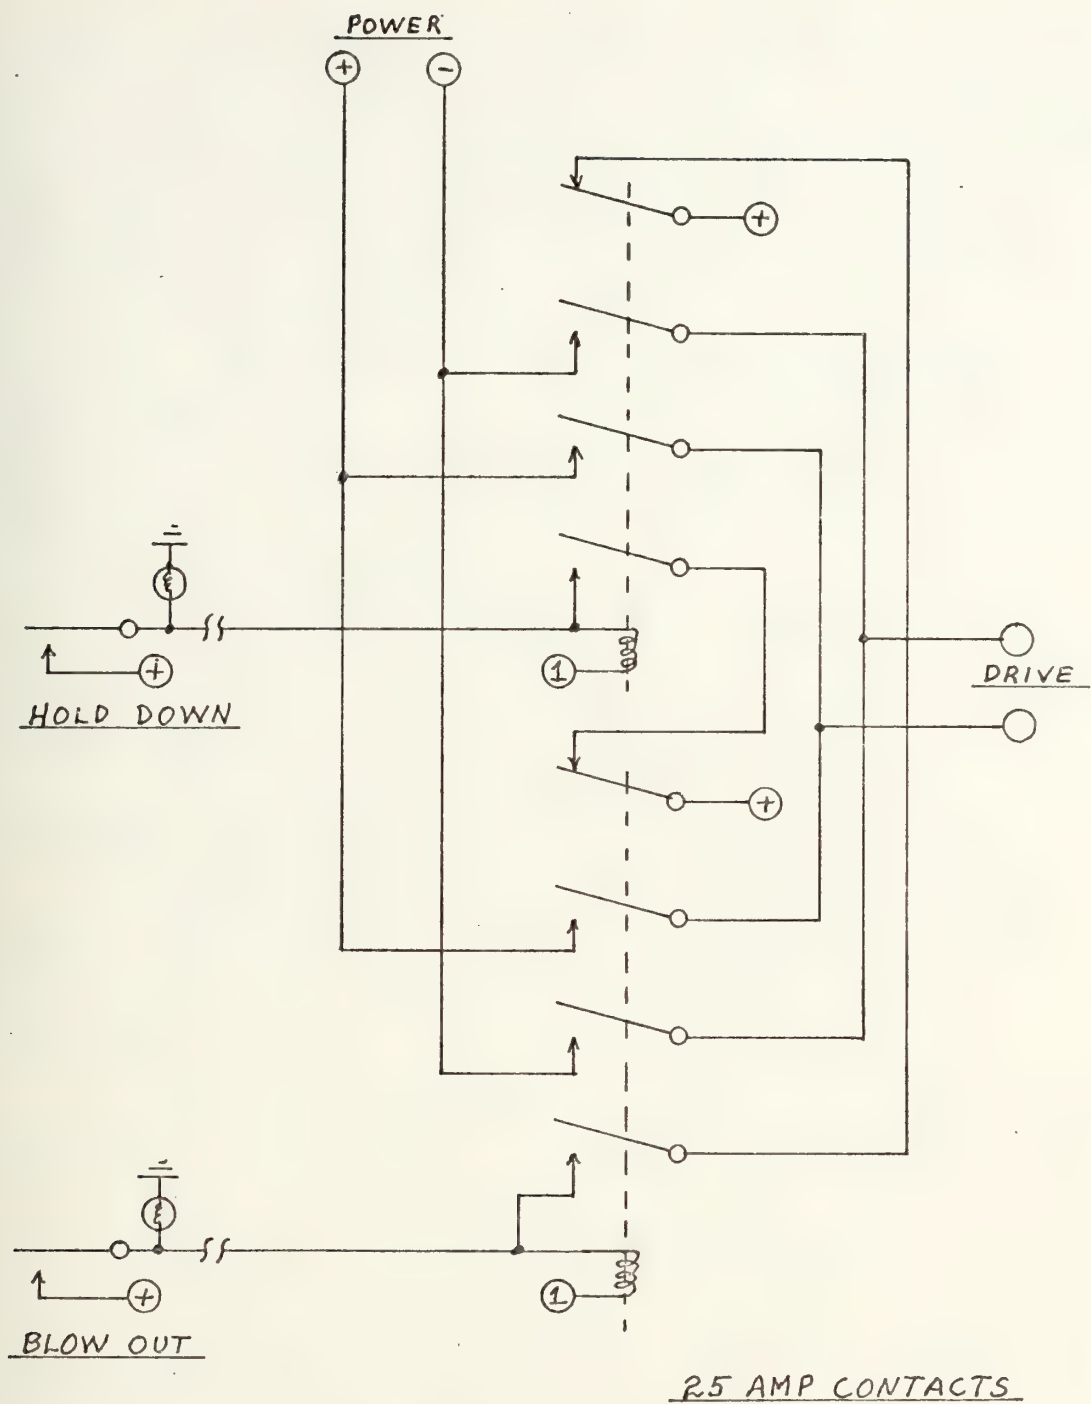 POWER
+ −
+
HOLD DOWN
+
1
DRIVE
+
BLOW OUT
+
1
25 AMP CONTACTS